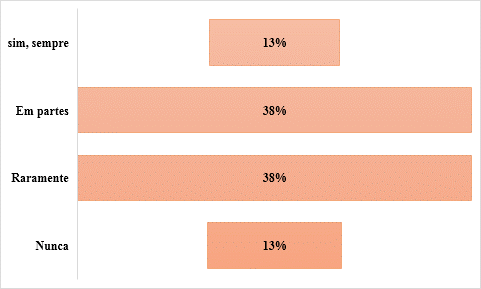 sim, sempre 13%
Em partes 38%
Raramente 38%
Nunca 13%